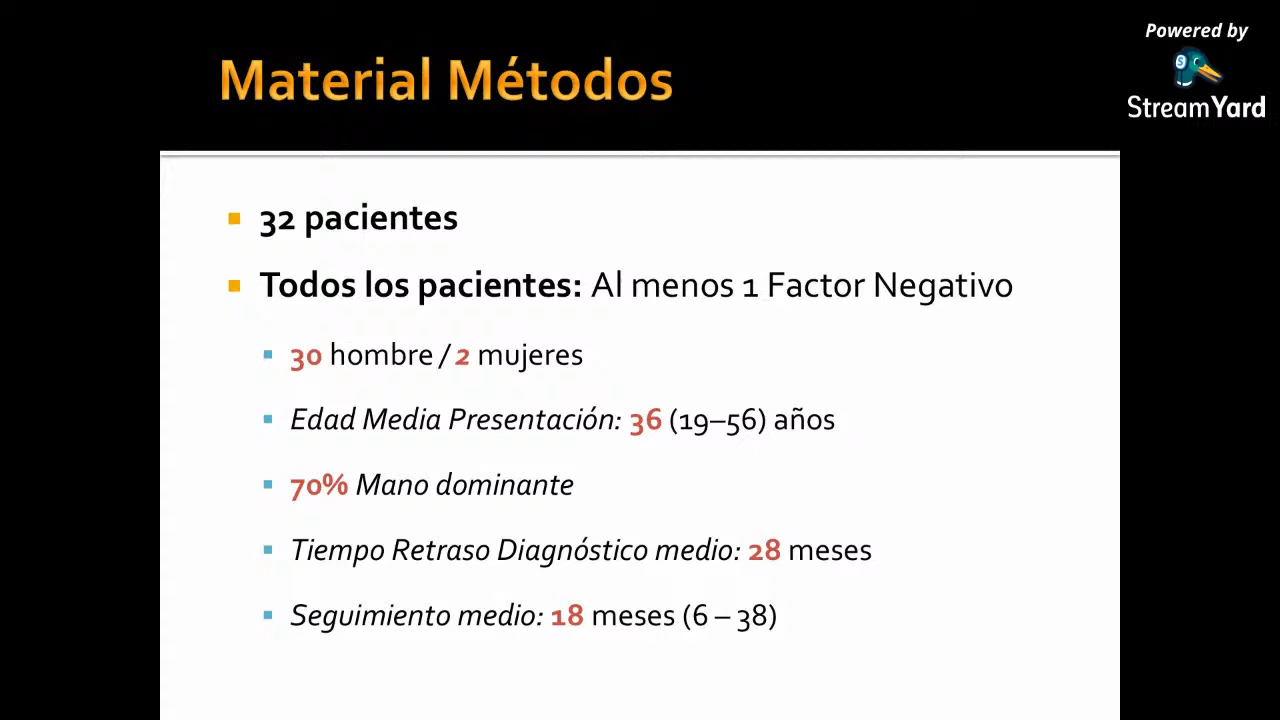 Powered by
StreamYard
Material Métodos
32 pacientes
Todos los pacientes: Al menos 1 Factor Negativo
30 hombre / 2 mujeres
Edad Media Presentación: 36 (19–56) años
70% Mano dominante
Tiempo Retraso Diagnóstico medio: 28 meses
Seguimiento medio: 18 meses (6 – 38)